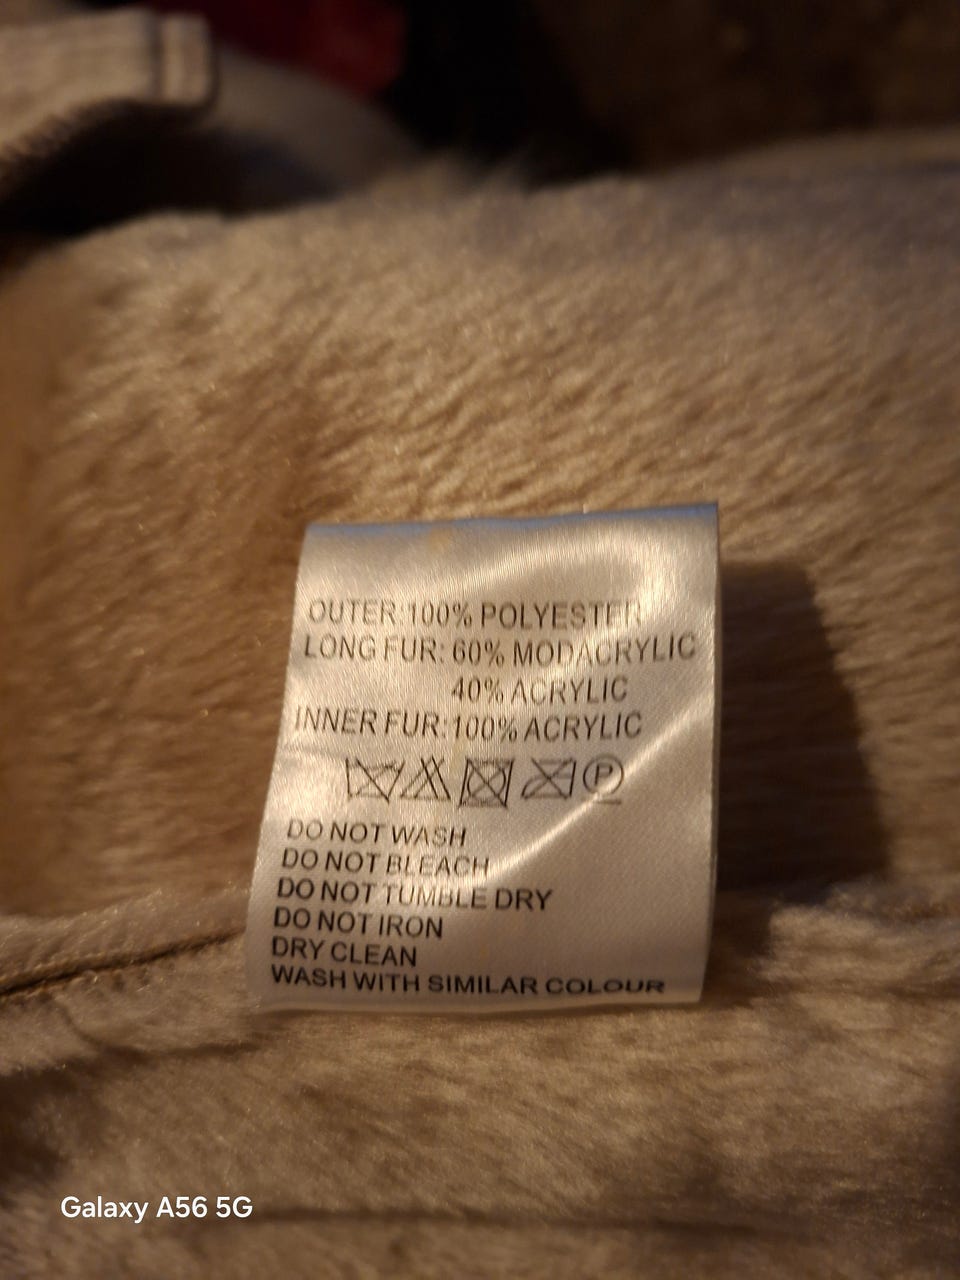 OUTER:100% POLYESTER
LONG FUR: 60% MODACRYLIC
40% ACRYLIC
INNER FUR:100% ACRYLIC
P
DO NOT WASH
DO NOT BLEACH
DO NOT TUMBLE DRY
DO NOT IRON
DRY CLEAN
WASH WITH SIMILAR COLOUR
Galaxy A56 5G